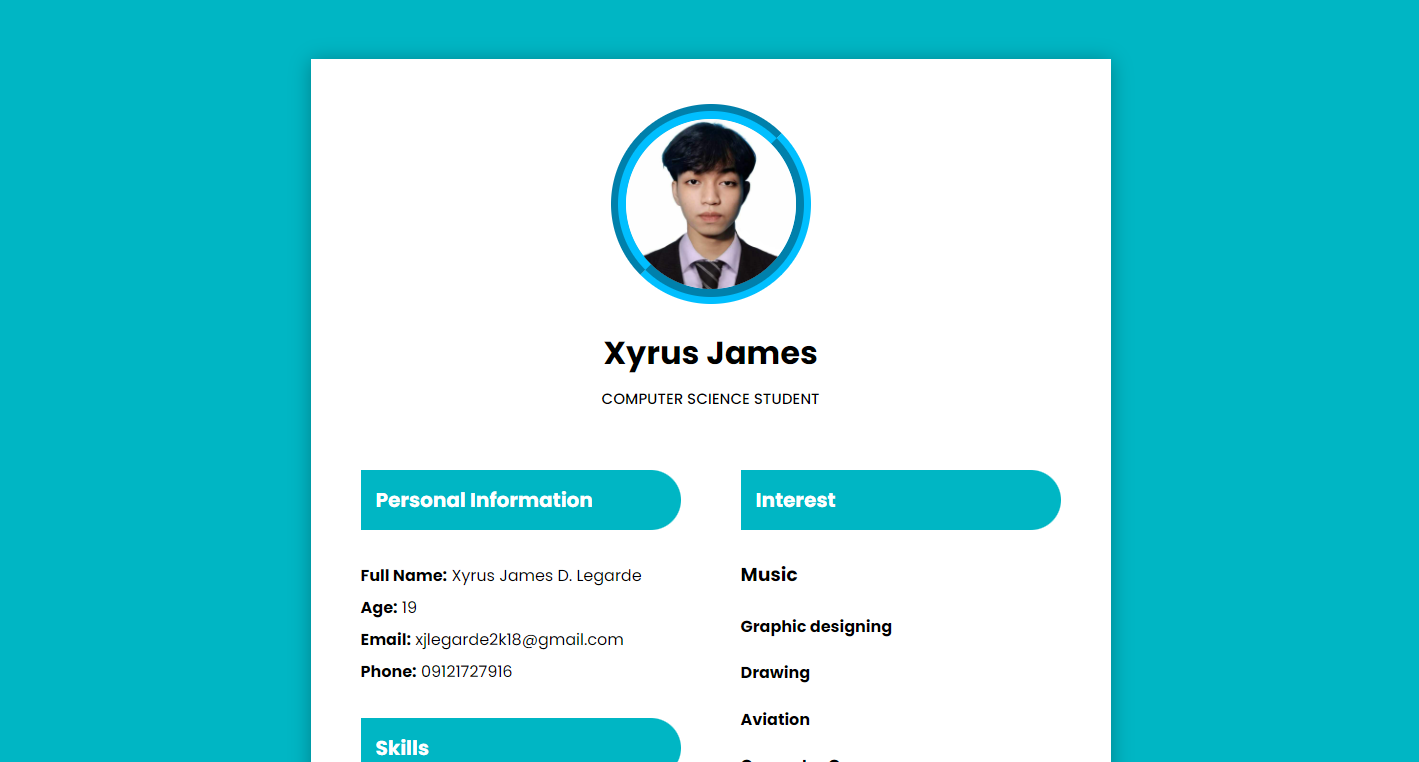 Xyrus James
COMPUTER SCIENCE STUDENT
Personal Information
Full Name: Xyrus James D. Legarde
Age: 19
Email: xjlegarde2k18@gmail.com
Phone: 09121727916
Skills
Interest
Music
Graphic designing
Drawing
Aviation